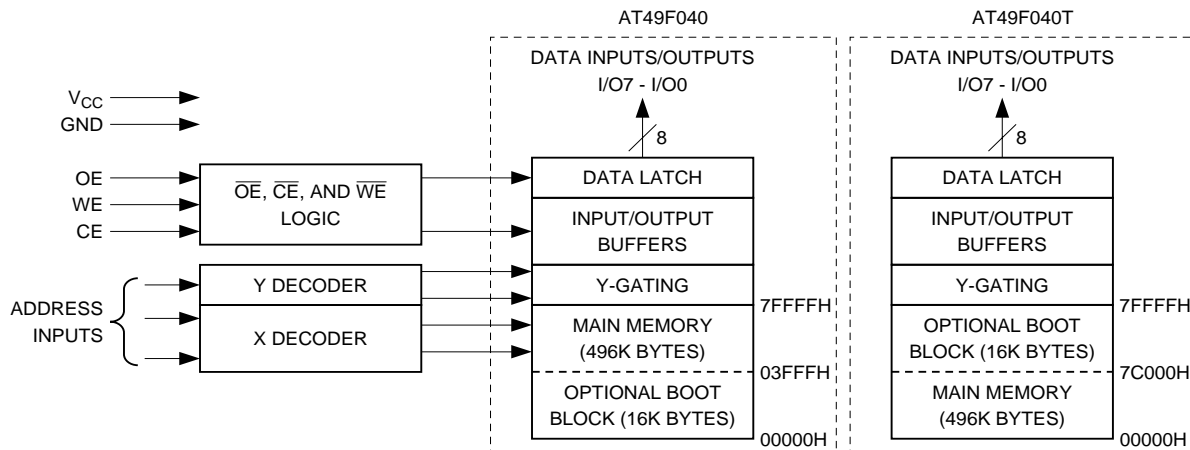 AT49F040
AT49F040T
DATA INPUTS/OUTPUTS
I/O7 - I/O0
DATA INPUTS/OUTPUTS
I/O7 - I/O0
VCC
GND
8
8
OE
WE
CE
OE, CE, AND WE
LOGIC
DATA LATCH
INPUT/OUTPUT
BUFFERS
Y-GATING
7FFFFH
MAIN MEMORY
(496K BYTES)
03FFFH
OPTIONAL BOOT
BLOCK (16K BYTES)
00000H
DATA LATCH
INPUT/OUTPUT
BUFFERS
Y-GATING
7FFFFH
OPTIONAL BOOT
BLOCK (16K BYTES)
7C000H
MAIN MEMORY
(496K BYTES)
00000H
ADDRESS
INPUTS
Y DECODER
X DECODER